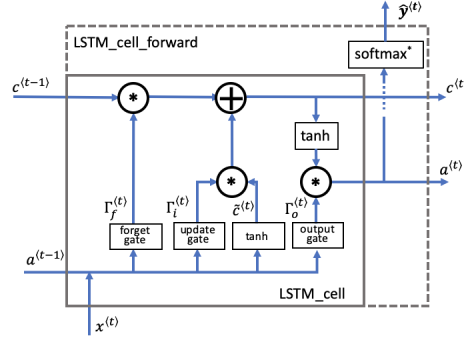 ŷ⟨t⟩
LSTM_cell_forward
softmax*
c⟨t−1⟩
*
+
c⟨t
tanh
*
*
a⟨t⟩
Γf⟨t⟩
Γi⟨t⟩
c̃⟨t⟩
Γo⟨t⟩
forget
gate
update
gate
tanh
output
gate
a⟨t−1⟩
LSTM_cell
x⟨t⟩